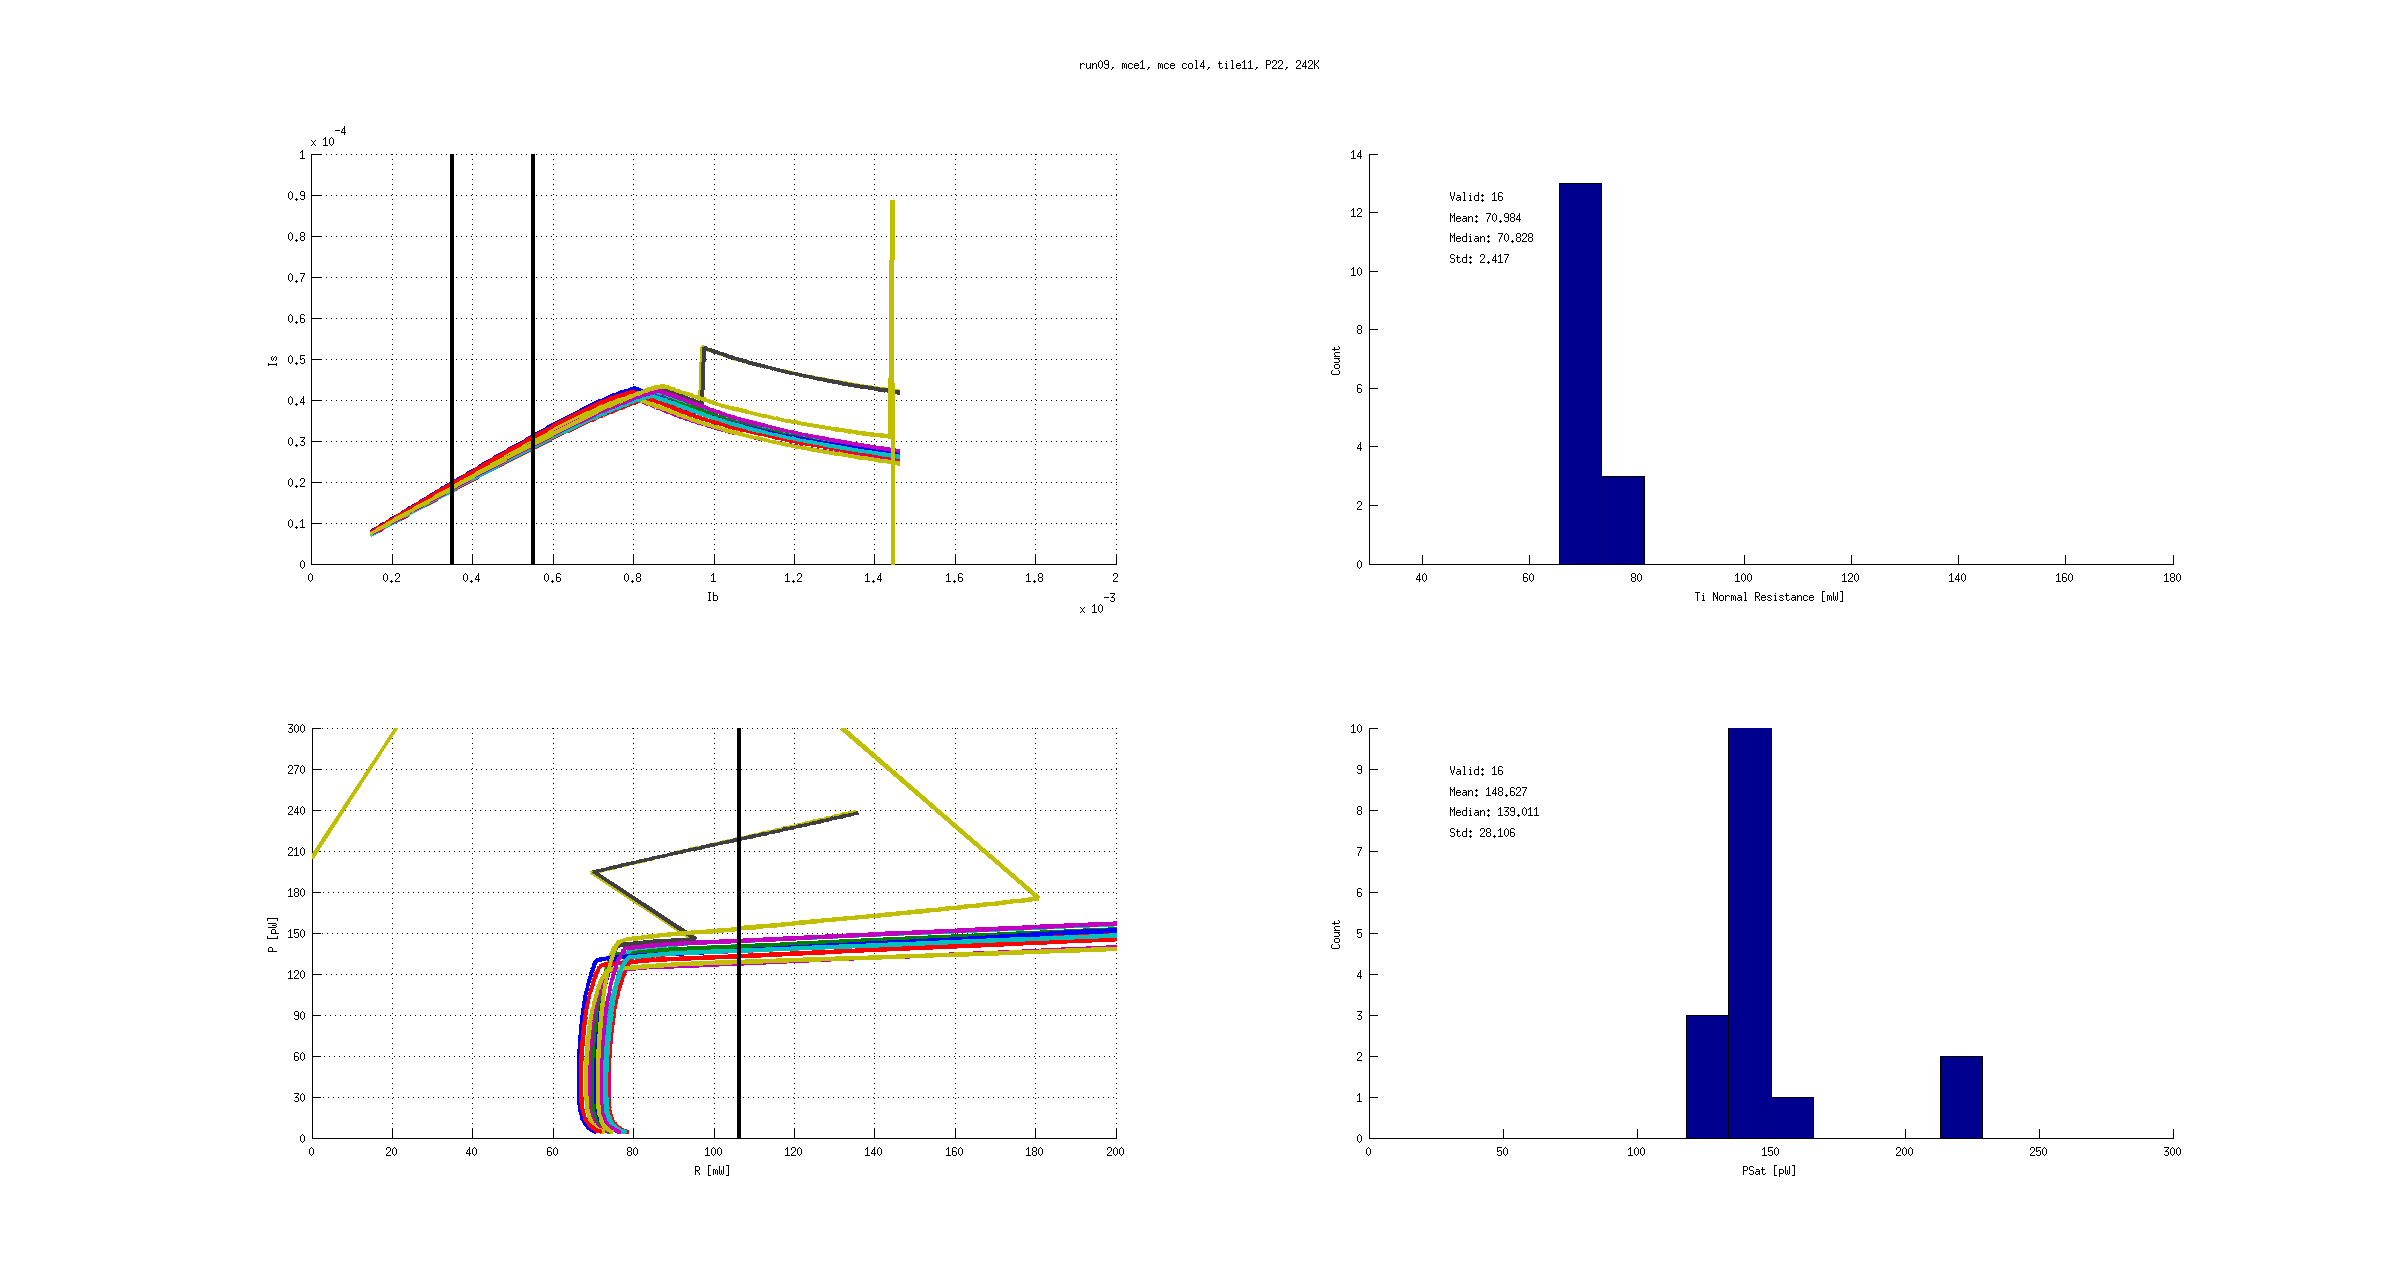 run09, mce1, mce col4, tile11, P22, 242K
x 10^-4
1
0.9
0.8
0.7
0.6
0.5
0.4
0.3
0.2
0.1
0
Is
0 0.2 0.4 0.6 0.8 1 1.2 1.4 1.6 1.8 2
Ib
x 10^-3
14
12
10
8
6
4
2
0
Count
Valid: 16
Mean: 70.984
Median: 70.828
Std: 2.417
40 60 80 100 120 140 160 180
Ti Normal Resistance [mW]
300
270
240
210
180
150
120
90
60
30
0
P [pW]
0 20 40 60 80 100 120 140 160 180 200
R [mW]
10
9
8
7
6
5
4
3
2
1
0
Count
Valid: 16
Mean: 148.627
Median: 139.011
Std: 28.106
0 50 100 150 200 250 300
PSat [pW]